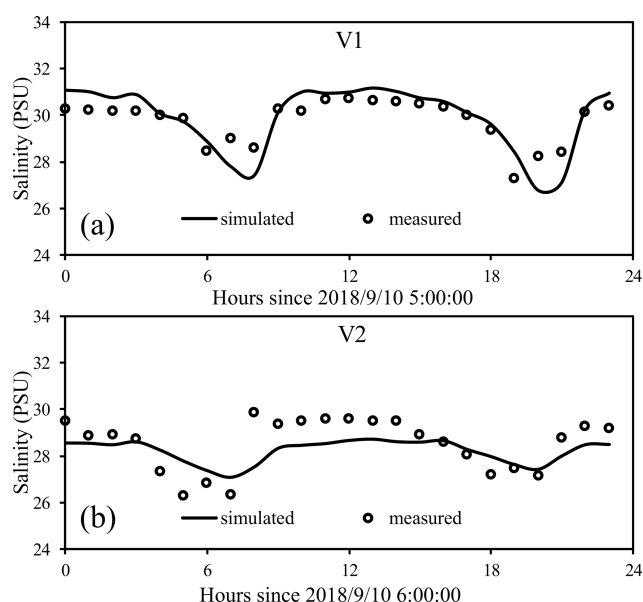 V1
34
32
30
28
26
24
Salinity (PSU)
simulated
measured
(a)
0 6 12 18 24
Hours since 2018/9/10 5:00:00
V2
34
32
30
28
26
24
Salinity (PSU)
simulated
measured
(b)
0 6 12 18 24
Hours since 2018/9/10 6:00:00